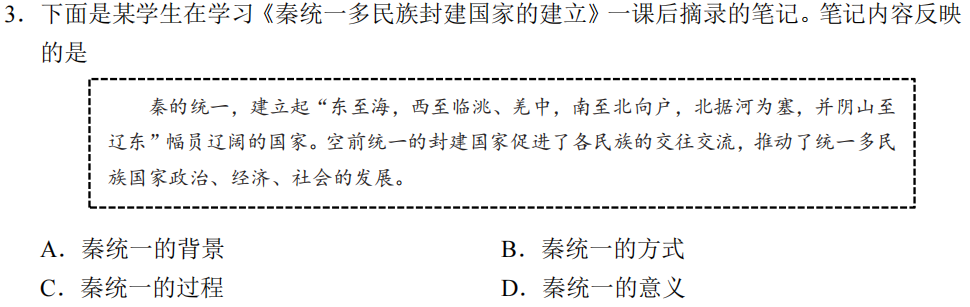 3．下面是某学生在学习《秦统一多民族封建国家的建立》一课后摘录的笔记。笔记内容反映
的是
秦的统一，建立起“东至海，西至临洮、羌中，南至北向户，北据河为塞，并阴山至
辽东”幅员辽阔的国家。空前统一的封建国家促进了各民族的交往交流，推动了统一多民
族国家政治、经济、社会的发展。
A．秦统一的背景 B．秦统一的方式
C．秦统一的过程 D．秦统一的意义